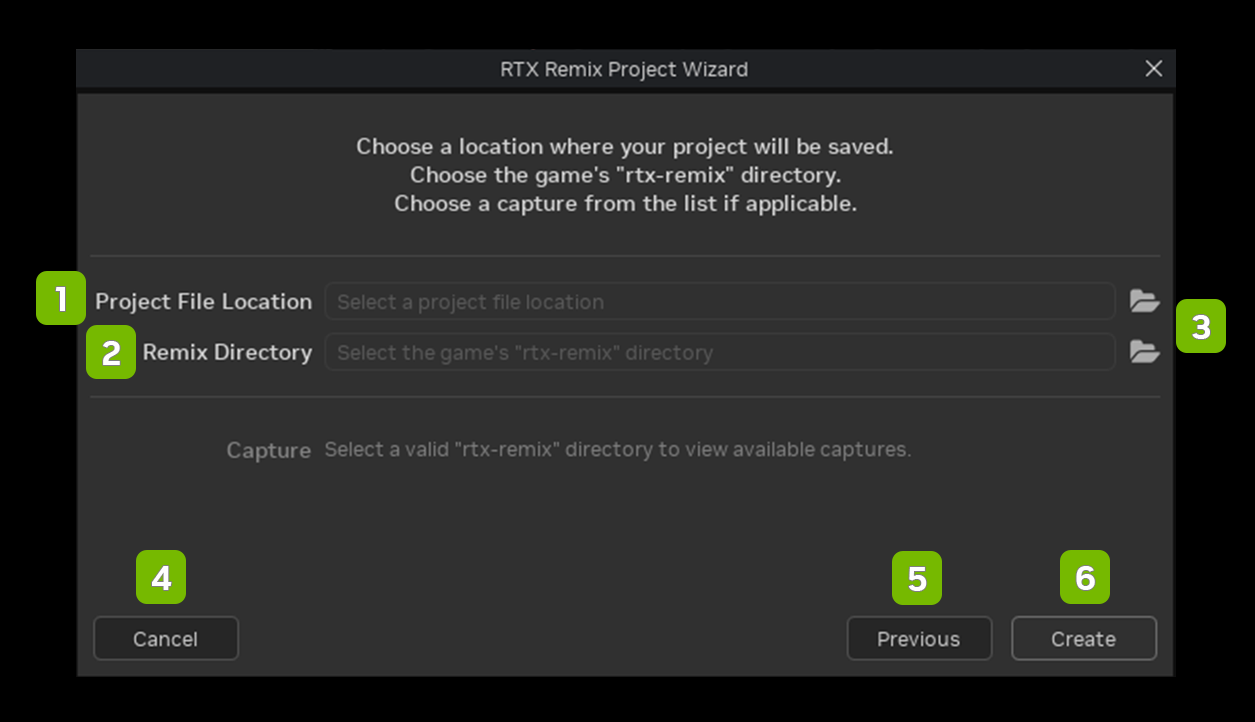 RTX Remix Project Wizard
Choose a location where your project will be saved.
Choose the game's "rtx-remix" directory.
Choose a capture from the list if applicable.
1 Project File Location Select a project file location
2 Remix Directory Select the game's "rtx-remix" directory
3
Capture Select a valid "rtx-remix" directory to view available captures.
4 5 6
Cancel Previous Create